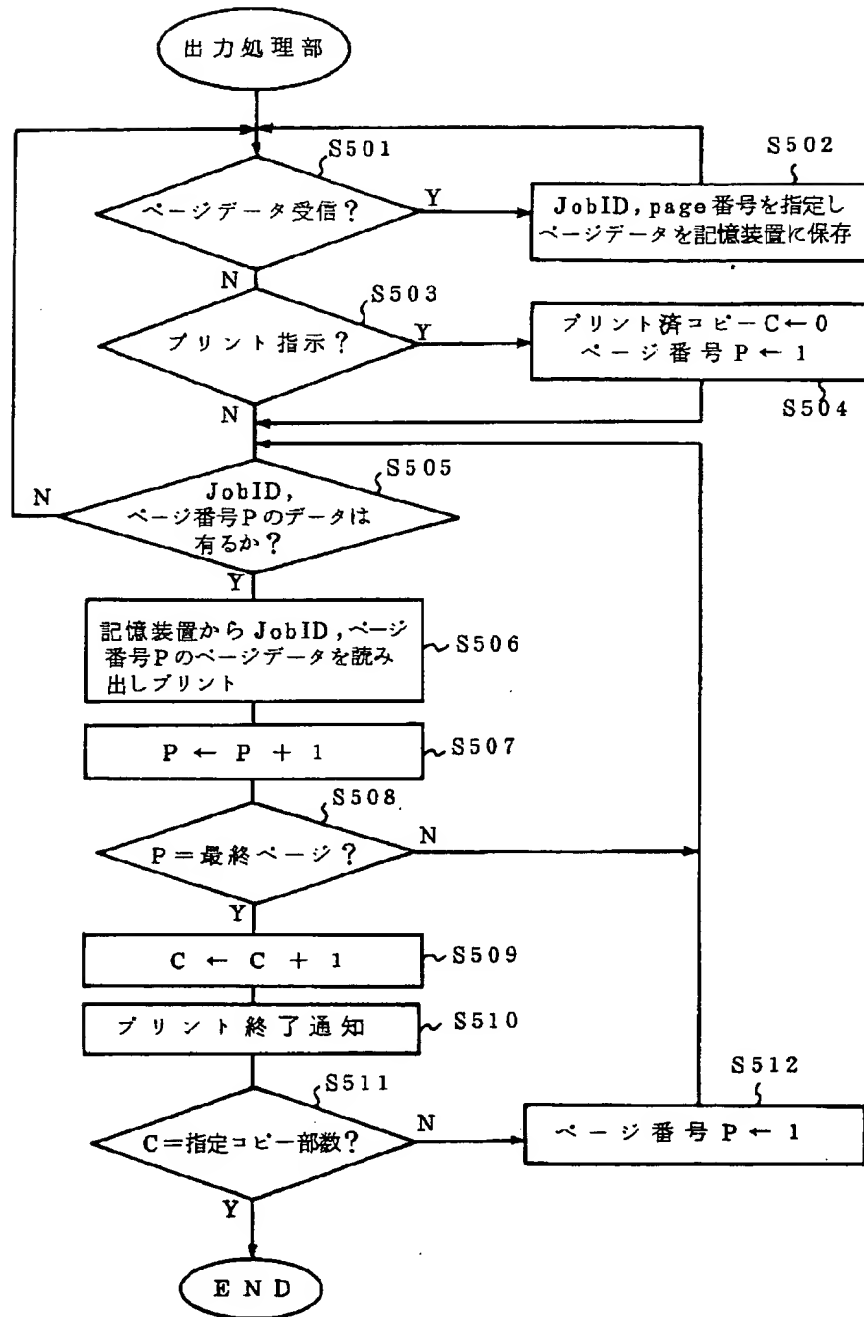 出力処理部
S501
ページデータ受信?
Y
N
S502
JobID,page番号を指定し
ページデータを記憶装置に保存
S503
プリント指示?
Y
N
プリント済コピーC←0
ページ番号P←1
S504
S505
JobID,
ページ番号Pのデータは
有るか?
N
Y
記憶装置からJobID,ページ
番号Pのページデータを読み
出しプリント
S506
P ← P + 1
S507
S508
P=最終ページ?
N
Y
C ← C + 1
S509
プリント終了通知
S510
S511
C=指定コピー部数?
N
Y
S512
ページ番号P←1
END